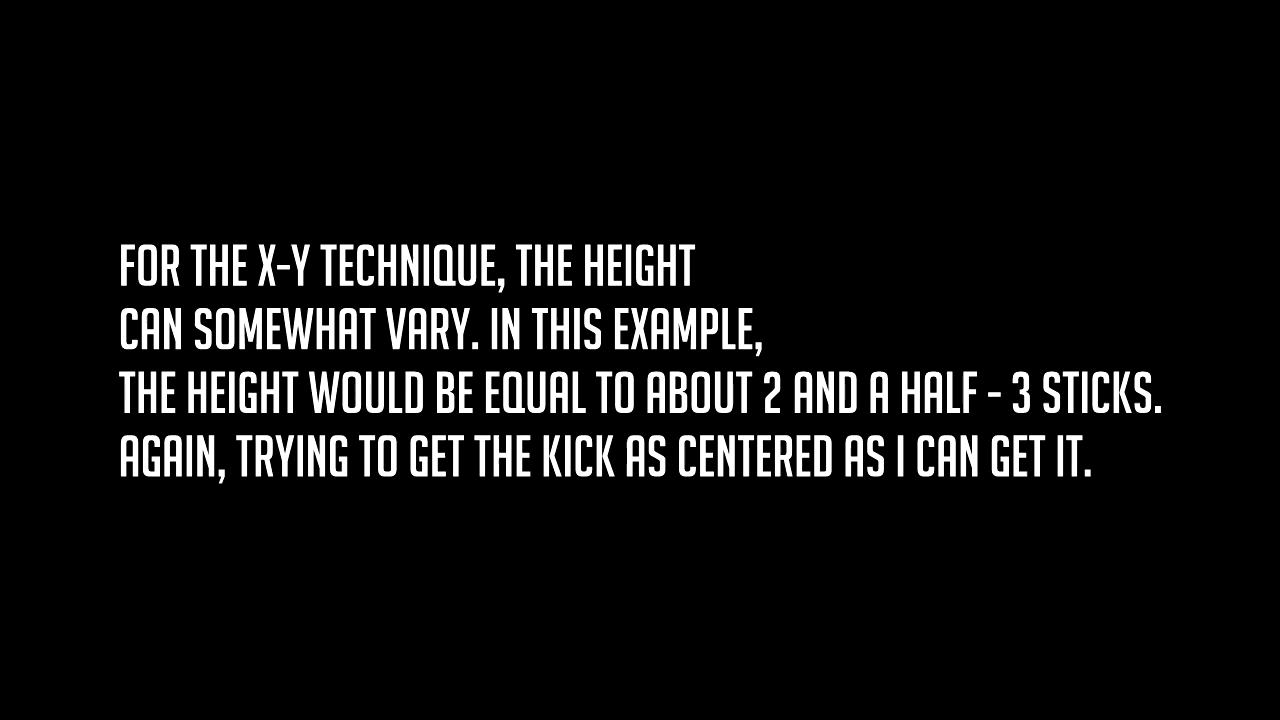 FOR THE X-Y TECHNIQUE, THE HEIGHT
CAN SOMEWHAT VARY. IN THIS EXAMPLE,
THE HEIGHT WOULD BE EQUAL TO ABOUT 2 AND A HALF - 3 STICKS.
AGAIN, TRYING TO GET THE KICK AS CENTERED AS I CAN GET IT.